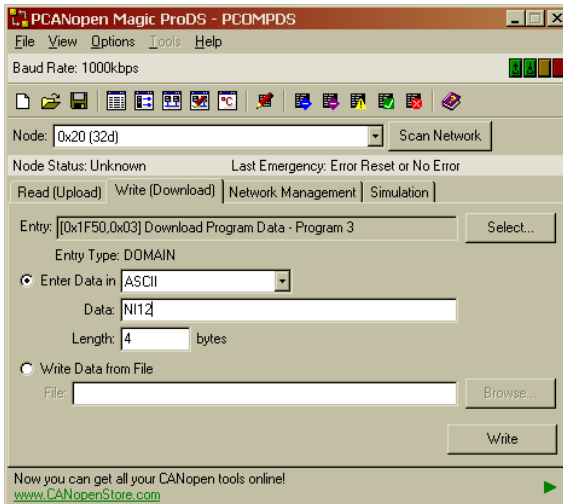 PCANopen Magic ProDS - PCOMPDS
File View Options Tools Help
Baud Rate: 1000kbps
°C
Node: 0x20 (32d) Scan Network
Node Status: Unknown Last Emergency: Error Reset or No Error
Read (Upload) Write (Download) Network Management Simulation
Entry: [0x1F50,0x03] Download Program Data - Program 3 Select...
Entry Type: DOMAIN
Enter Data in ASCII
Data: NI12
Length: 4 bytes
Write Data from File
File: Browse...
Write
Now you can get all your CANopen tools online!
www.CANopenStore.com